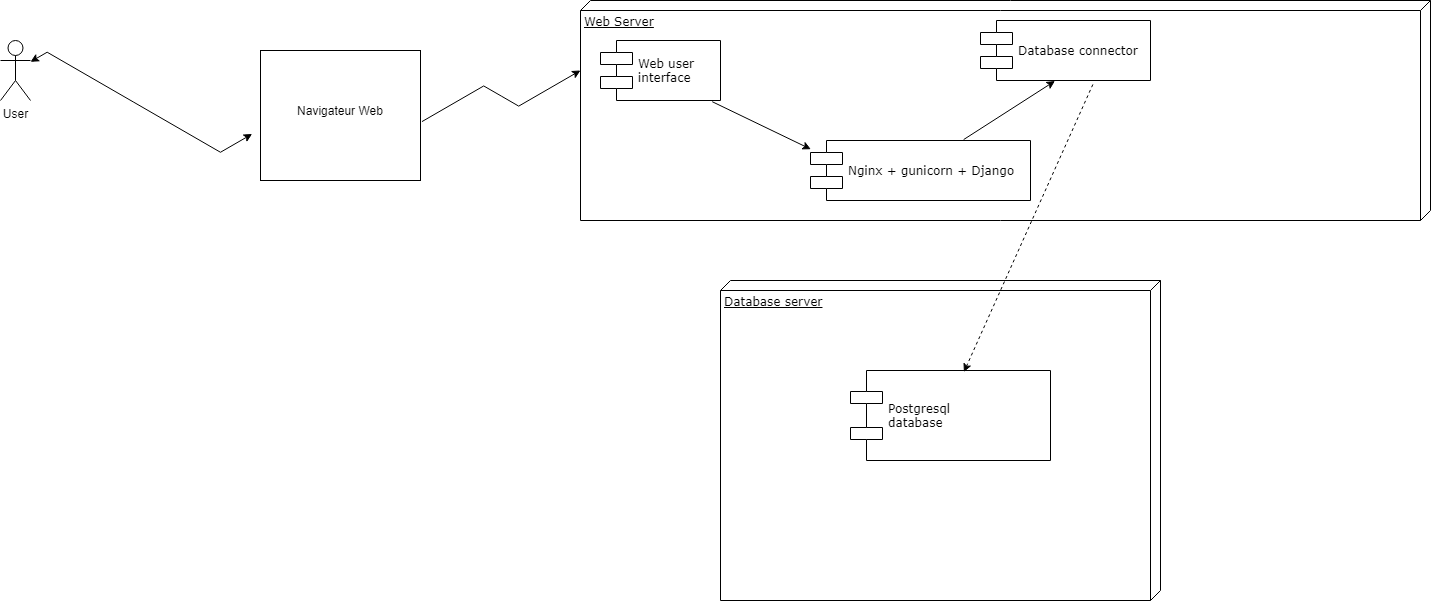 User
Navigateur Web
Web Server
Web user
interface
Database connector
Nginx + gunicorn + Django
Database server
Postgresql
database